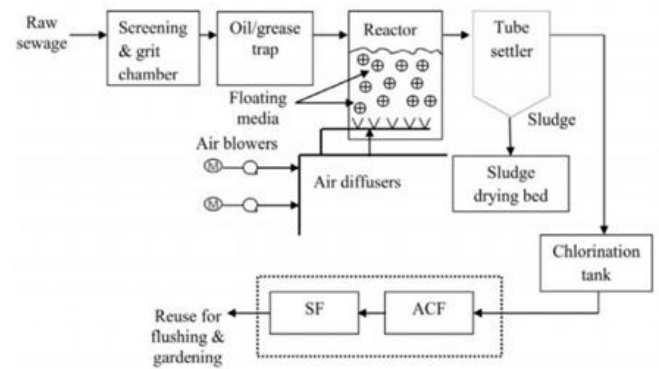 Raw
sewage
Screening
& grit
chamber
Oil/grease
trap
Reactor
Tube
settler
Floating
media
Sludge
Air blowers
M
M
Air diffusers
Sludge
drying bed
Chlorination
tank
SF
ACF
Reuse for
flushing &
gardening